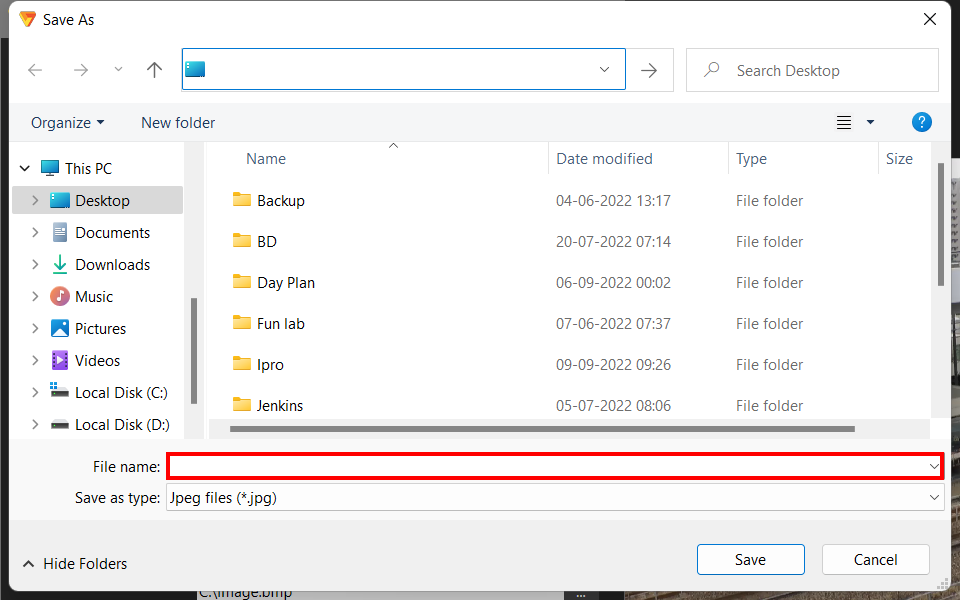 Save As
Search Desktop
Organize New folder ?
Name Date modified Type Size
This PC
Desktop
Documents
Downloads
Music
Pictures
Videos
Local Disk (C:)
Local Disk (D:)
Backup 04-06-2022 13:17 File folder
BD 20-07-2022 07:14 File folder
Day Plan 06-09-2022 00:02 File folder
Fun lab 07-06-2022 07:37 File folder
Ipro 09-09-2022 09:26 File folder
Jenkins 05-07-2022 08:06 File folder
File name:
Save as type: Jpeg files (*.jpg)
Hide Folders Save Cancel
C:\image.bmp ...